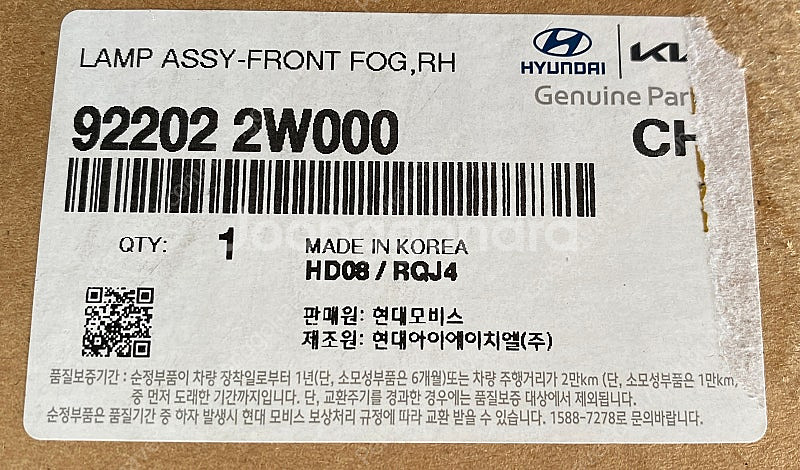 LAMP ASSY-FRONT FOG,RH
HYUNDAI
Genuine
92202 2W000
QTY: 1
MADE IN KOREA
HD08 / RQJ4
판매원: 현대모비스
제조원: 현대아이에이치엘(주)
품질보증기간 : 순정부품이 차량 장착일로부터 1년(단, 소모성부품은 6개월)또는 차량 주행거리가 2만km (단, 소모성부품은 1만km,
중 먼저 도래한 기간까지입니다. 단, 교환주기를 경과한 경우에는 품질보증 대상에서 제외됩니다.
순정부품은 품질기간 중 하자 발생시 현대 모비스 보상처리 규정에 따라 교환 받을 수 있습니다. 1588-7278로 문의바랍니다.
Joonggonara